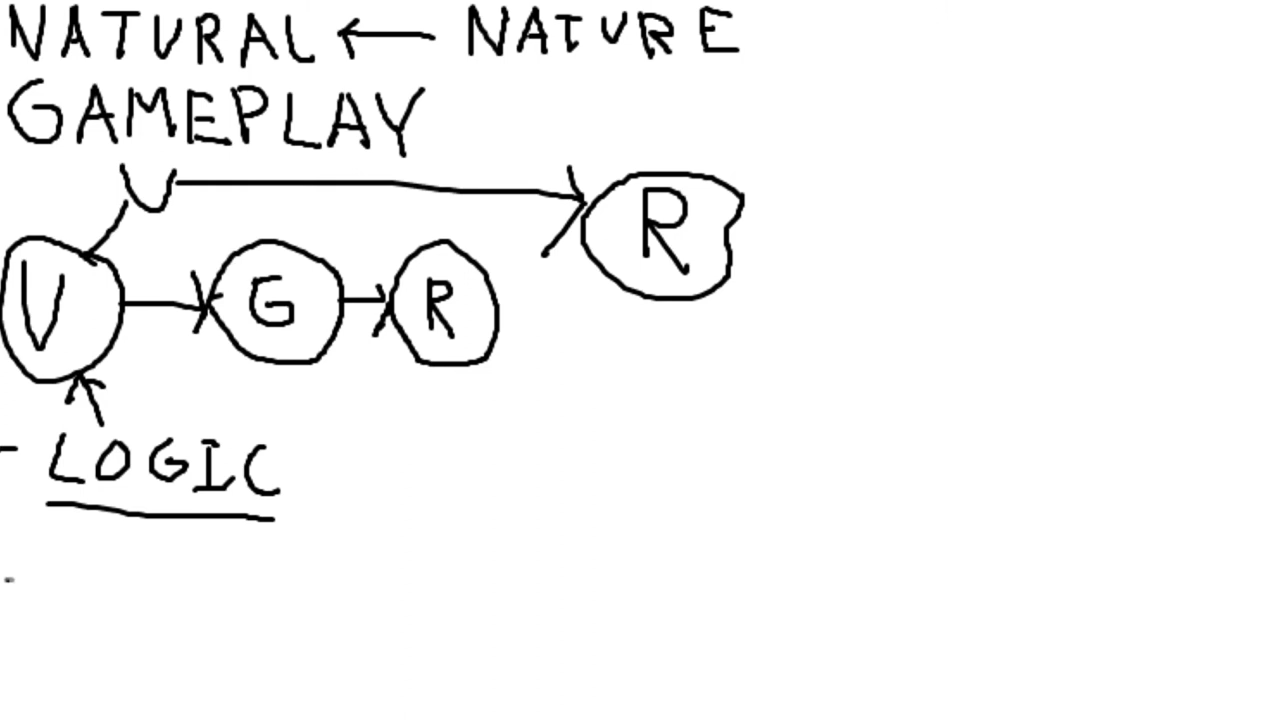 NATURAL ← NATURE
GAMEPLAY
R
V → G → R
LOGIC